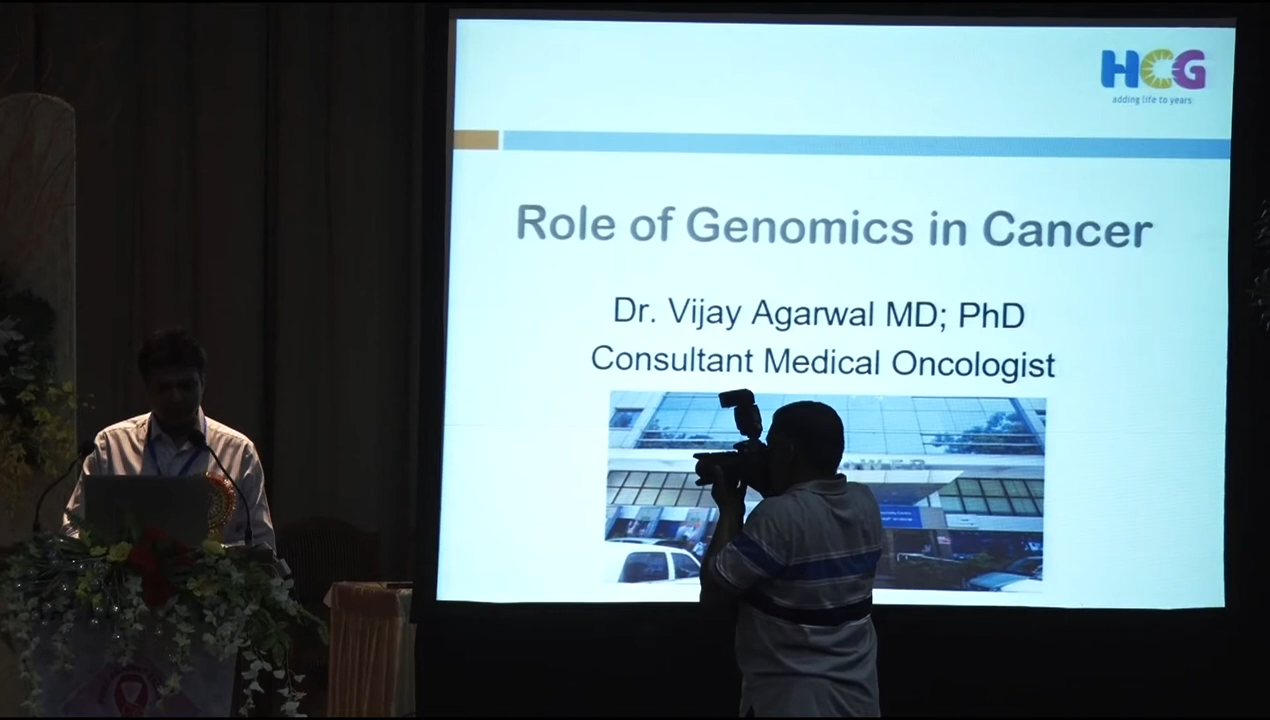 HCG
adding life to years
Role of Genomics in Cancer
Dr. Vijay Agarwal MD; PhD
Consultant Medical Oncologist